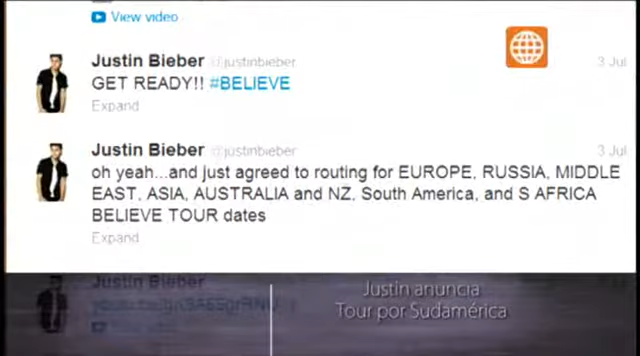 View video
Justin Bieber @justinbieber 3 Jul
GET READY!! #BELIEVE
Expand
Justin Bieber @justinbieber 3 Jul
oh yeah...and just agreed to routing for EUROPE, RUSSIA, MIDDLE
EAST, ASIA, AUSTRALIA and NZ, South America, and S AFRICA
BELIEVE TOUR dates
Expand
Justin Bieber
Justin anuncia
Tour por Sudamérica